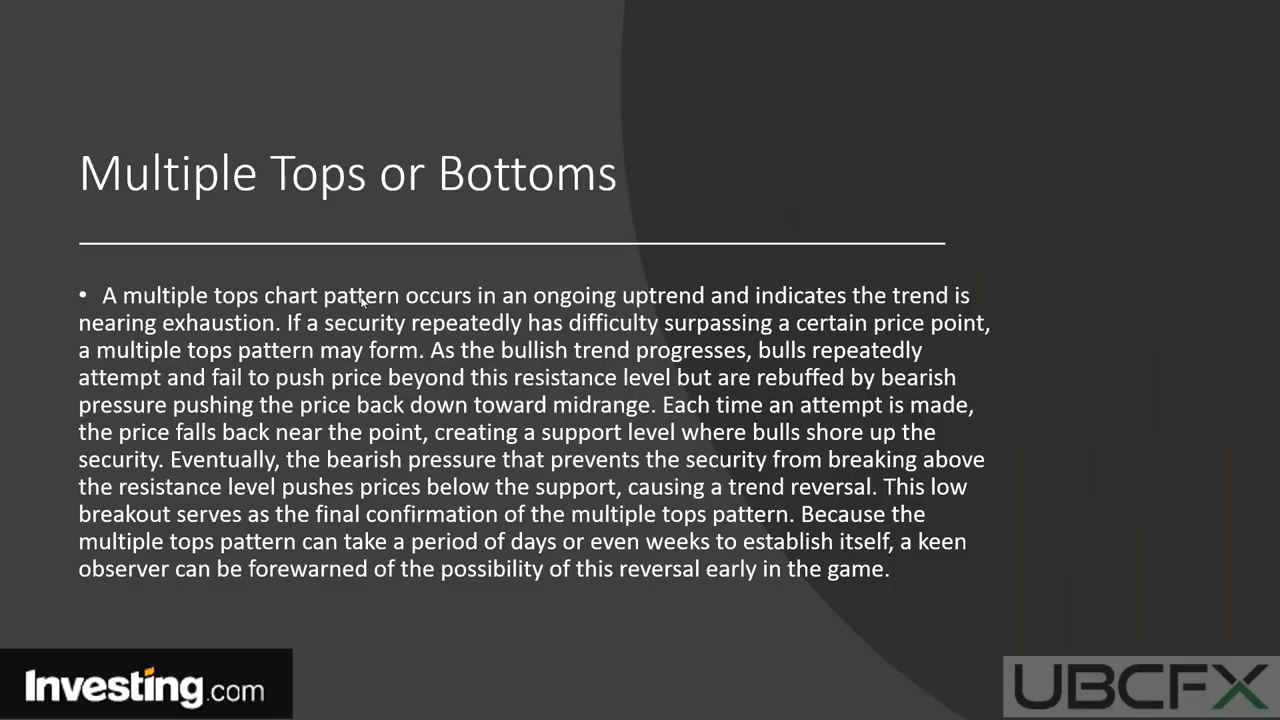 Multiple Tops or Bottoms
• A multiple tops chart pattern occurs in an ongoing uptrend and indicates the trend is
nearing exhaustion. If a security repeatedly has difficulty surpassing a certain price point,
a multiple tops pattern may form. As the bullish trend progresses, bulls repeatedly
attempt and fail to push price beyond this resistance level but are rebuffed by bearish
pressure pushing the price back down toward midrange. Each time an attempt is made,
the price falls back near the point, creating a support level where bulls shore up the
security. Eventually, the bearish pressure that prevents the security from breaking above
the resistance level pushes prices below the support, causing a trend reversal. This low
breakout serves as the final confirmation of the multiple tops pattern. Because the
multiple tops pattern can take a period of days or even weeks to establish itself, a keen
observer can be forewarned of the possibility of this reversal early in the game.
Investing.com
UBCFX